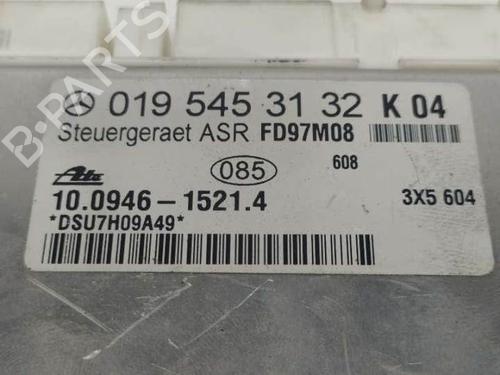 B-PARTS
019 545 31 32 K 04
Steuergeraet ASR FD97M08
085 608
Ate
10.0946-1521.4 3X5 604
*DSU7H09A49*